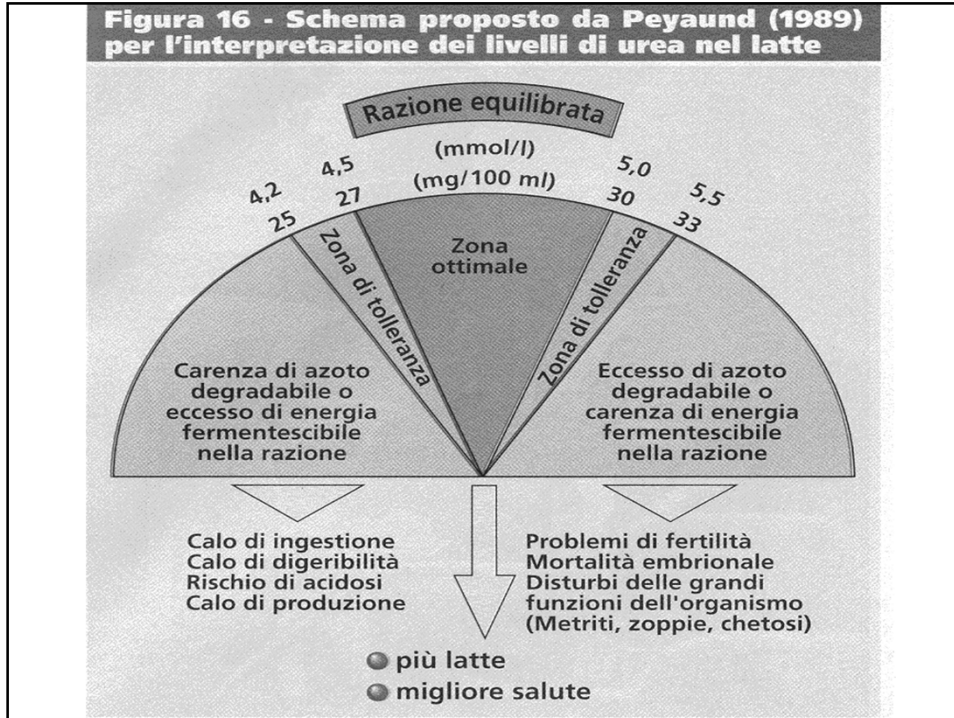 Figura 16 - Schema proposto da Peyaund (1989)
per l'interpretazione dei livelli di urea nel latte
Razione equilibrata
(mmol/l)
(mg/100 ml)
4,2
25
4,5
27
5,0
30
5,5
33
Zona di tolleranza
Zona
ottimale
Zona di tolleranza
Carenza di azoto
degradabile o
eccesso di energia
fermentescibile
nella razione
Eccesso di azoto
degradabile o
carenza di energia
fermentescibile
nella razione
Calo di ingestione
Calo di digeribilità
Rischio di acidosi
Calo di produzione
Problemi di fertilità
Mortalità embrionale
Disturbi delle grandi
funzioni dell'organismo
(Metriti, zoppie, chetosi)
più latte
migliore salute